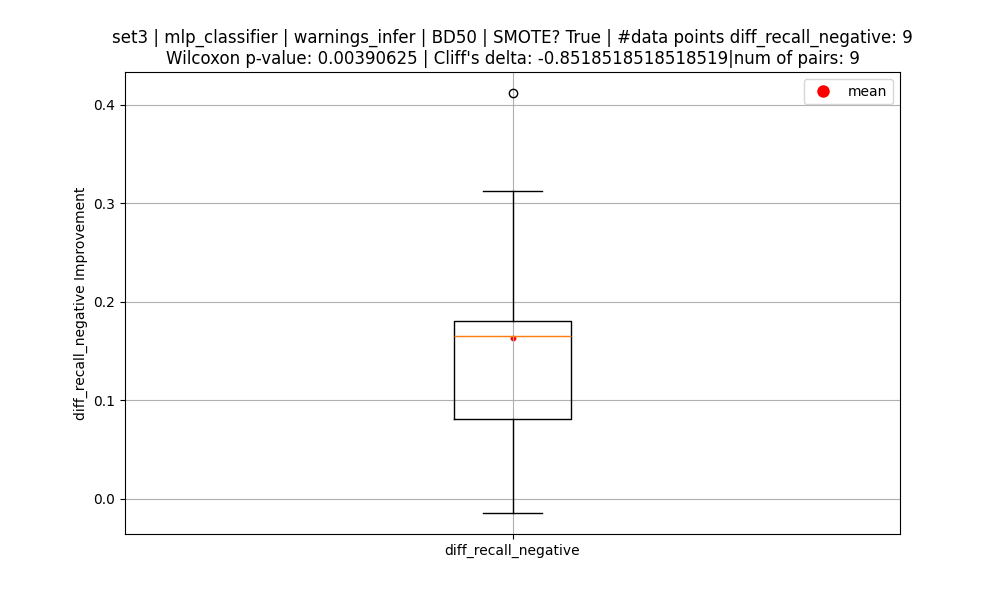 set3 | mlp_classifier | warnings_infer | BD50 | SMOTE? True | #data points diff_recall_negative: 9
Wilcoxon p-value: 0.00390625 | Cliff's delta: -0.8518518518518519|num of pairs: 9
mean
0.4
0.3
0.2
0.1
0.0
diff_recall_negative Improvement
diff_recall_negative